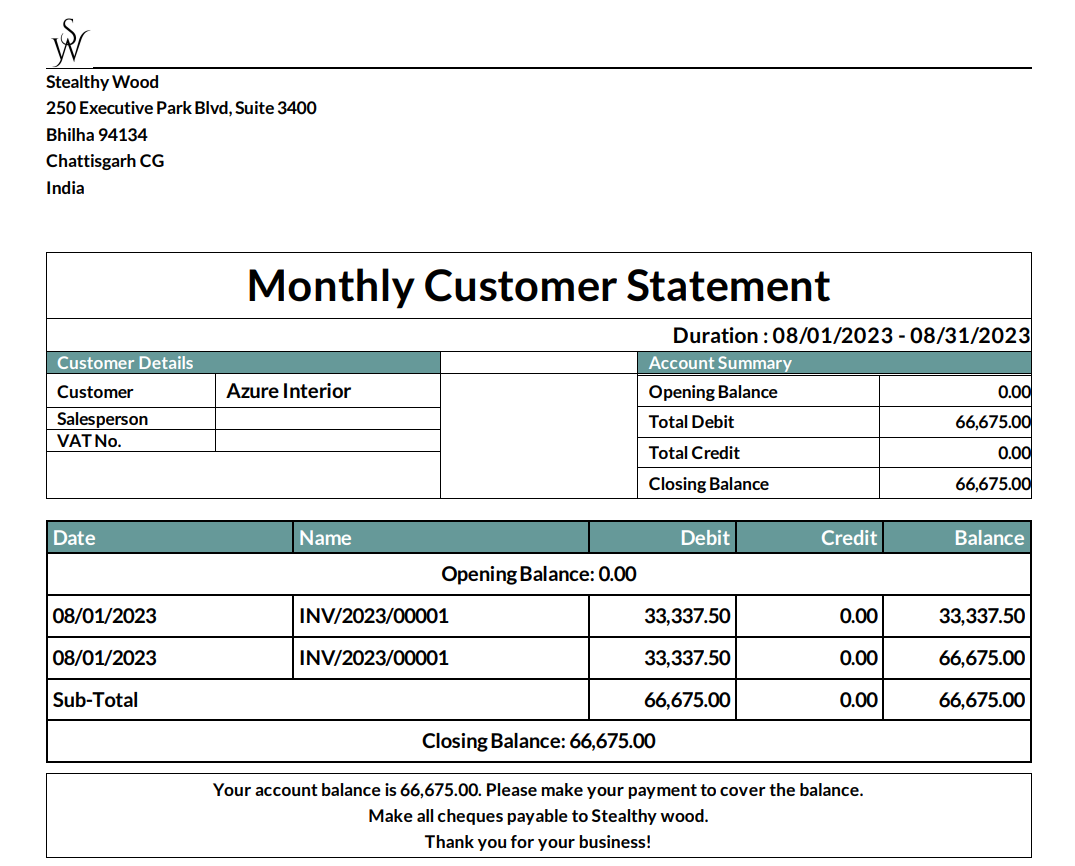 SW
Stealthy Wood
250 Executive Park Blvd, Suite 3400
Bhilha 94134
Chattisgarh CG
India
Monthly Customer Statement
Duration : 08/01/2023 - 08/31/2023
Customer Details
Customer Azure Interior
Salesperson
VAT No.
Account Summary
Opening Balance 0.00
Total Debit 66,675.00
Total Credit 0.00
Closing Balance 66,675.00
Date Name Debit Credit Balance
Opening Balance: 0.00
08/01/2023 INV/2023/00001 33,337.50 0.00 33,337.50
08/01/2023 INV/2023/00001 33,337.50 0.00 66,675.00
Sub-Total 66,675.00 0.00 66,675.00
Closing Balance: 66,675.00
Your account balance is 66,675.00. Please make your payment to cover the balance.
Make all cheques payable to Stealthy wood.
Thank you for your business!